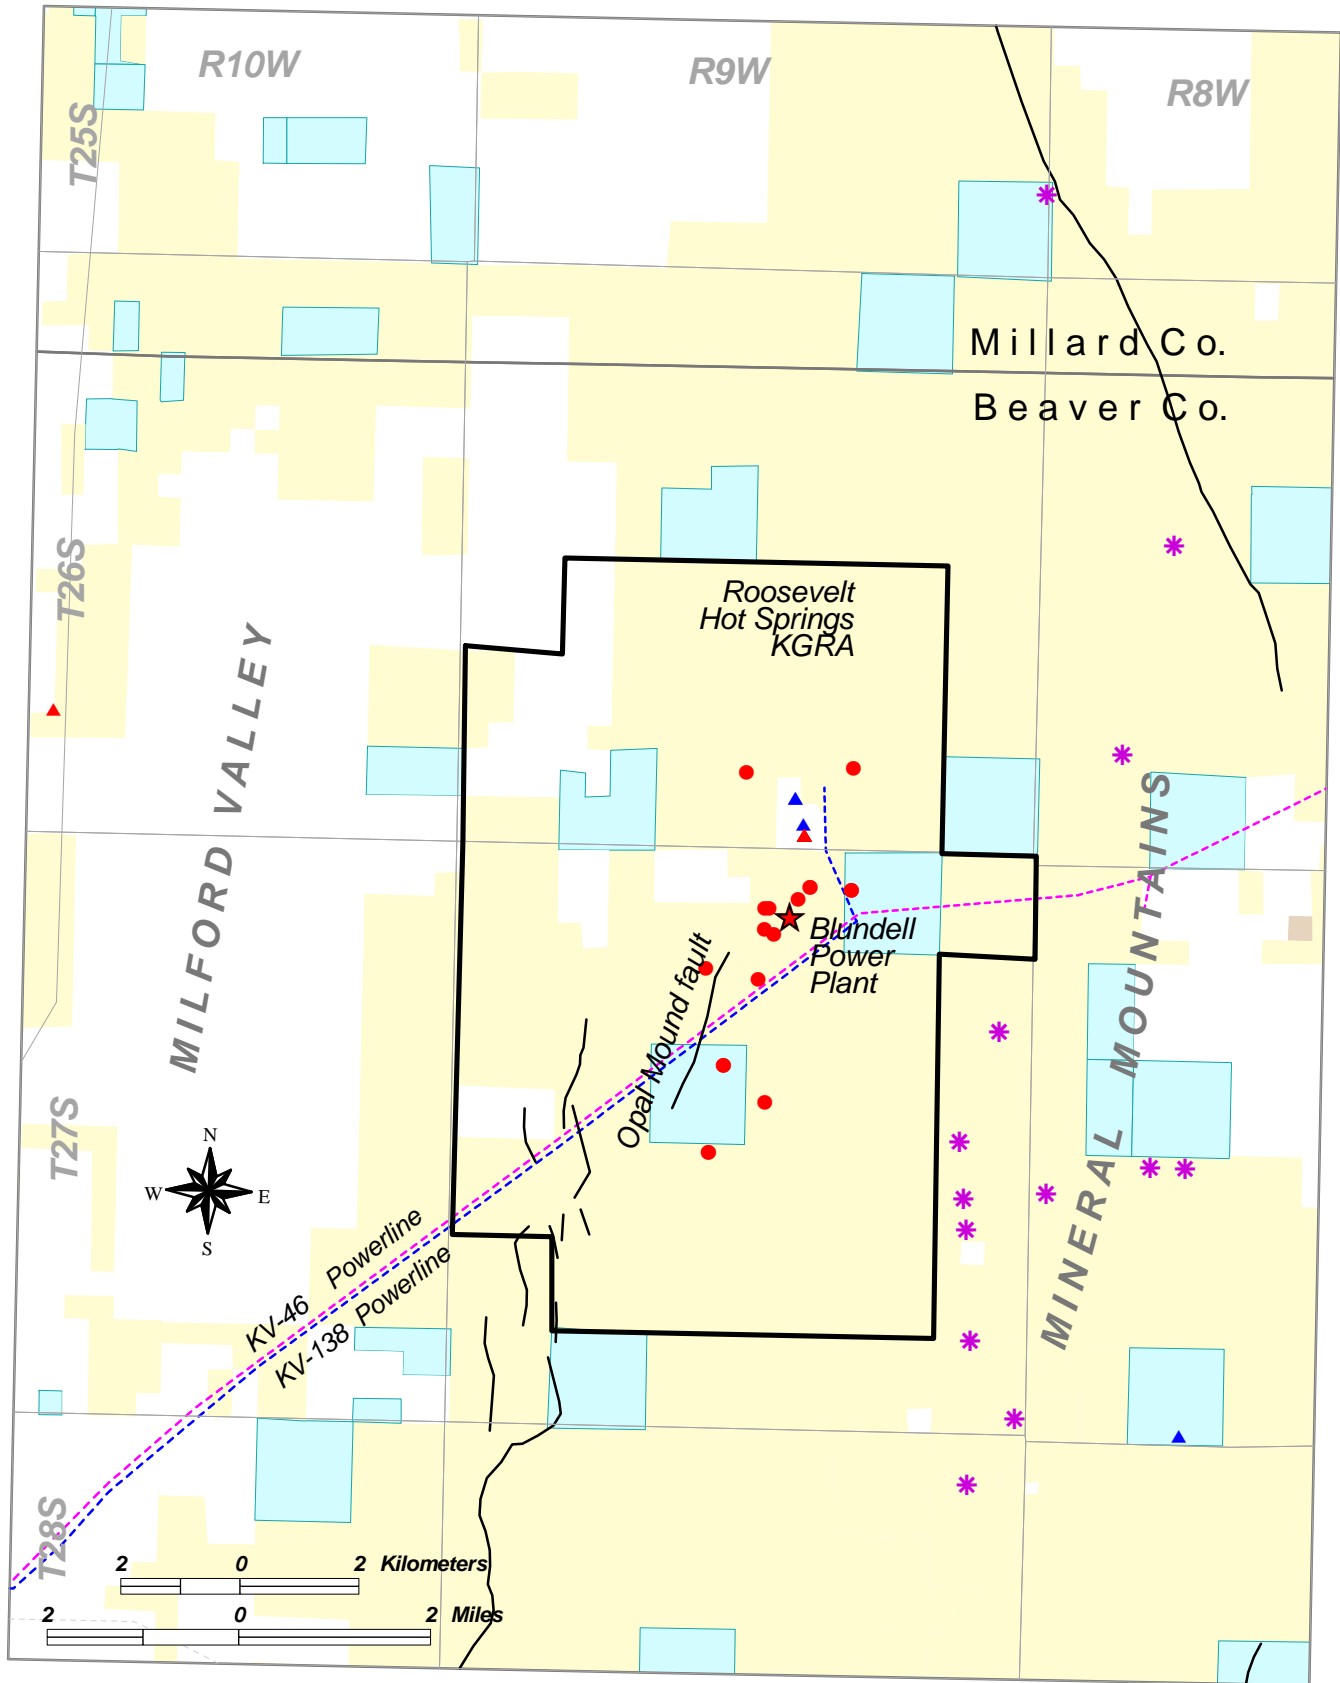 R10W
R9W
R8W
T25S
Millard Co.
Beaver Co.
T26S
Roosevelt
Hot Springs
KGRA
MILFORD VALLEY
MINERAL MOUNTAINS
Blundell
Power
Plant
Opal Mound fault
T27S
N
W
E
S
KV-46 Powerline
KV-138 Powerline
T28S
2 0 2 Kilometers
2 0 2 Miles